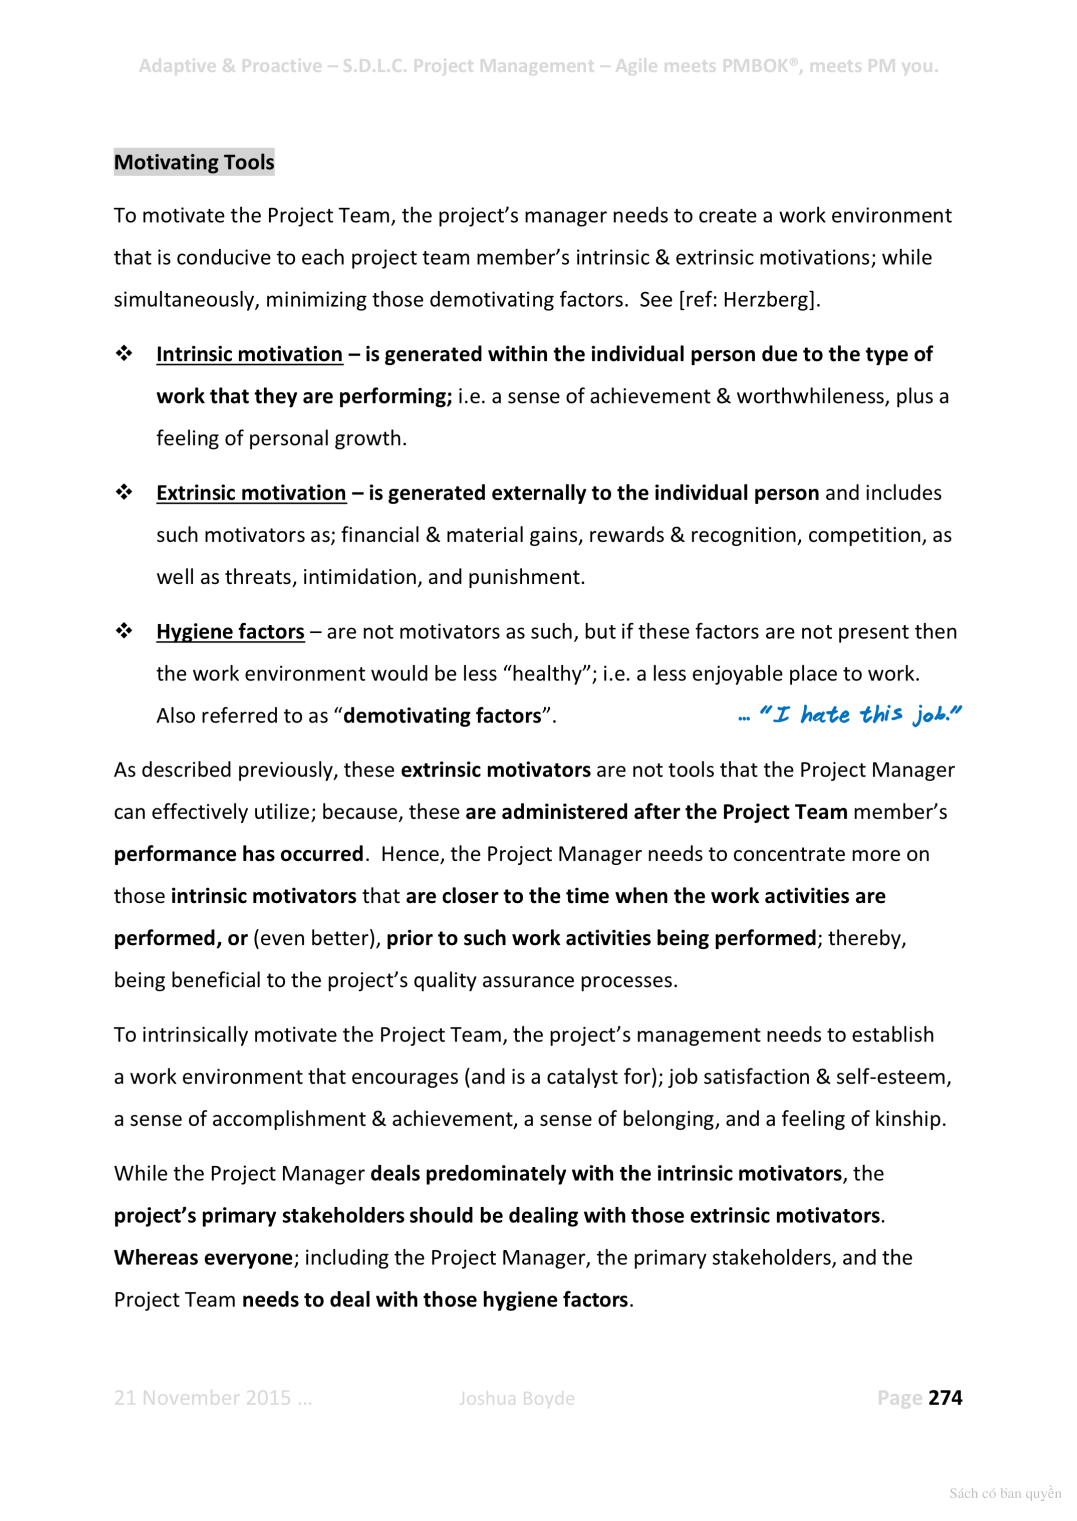 Adaptive & Proactive – S.D.L.C. Project Management – Agile meets PMBOK®, meets PM you.
Motivating Tools
To motivate the Project Team, the project’s manager needs to create a work environment
that is conducive to each project team member’s intrinsic & extrinsic motivations; while
simultaneously, minimizing those demotivating factors.  See [ref: Herzberg].
❖ Intrinsic motivation – is generated within the individual person due to the type of
work that they are performing; i.e. a sense of achievement & worthwhileness, plus a
feeling of personal growth.
❖ Extrinsic motivation – is generated externally to the individual person and includes
such motivators as; financial & material gains, rewards & recognition, competition, as
well as threats, intimidation, and punishment.
❖ Hygiene factors – are not motivators as such, but if these factors are not present then
the work environment would be less “healthy”; i.e. a less enjoyable place to work.
Also referred to as “demotivating factors”. … “I hate this job.”
As described previously, these extrinsic motivators are not tools that the Project Manager
can effectively utilize; because, these are administered after the Project Team member’s
performance has occurred.  Hence, the Project Manager needs to concentrate more on
those intrinsic motivators that are closer to the time when the work activities are
performed, or (even better), prior to such work activities being performed; thereby,
being beneficial to the project’s quality assurance processes.
To intrinsically motivate the Project Team, the project’s management needs to establish
a work environment that encourages (and is a catalyst for); job satisfaction & self-esteem,
a sense of accomplishment & achievement, a sense of belonging, and a feeling of kinship.
While the Project Manager deals predominately with the intrinsic motivators, the
project’s primary stakeholders should be dealing with those extrinsic motivators.
Whereas everyone; including the Project Manager, the primary stakeholders, and the
Project Team needs to deal with those hygiene factors.
21 November 2015 … Joshua Boyde Page 274
Sách có bản quyền